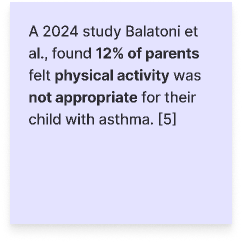 A 2024 study Balatoni et
al., found 12% of parents
felt physical activity was
not appropriate for their
child with asthma. [5]